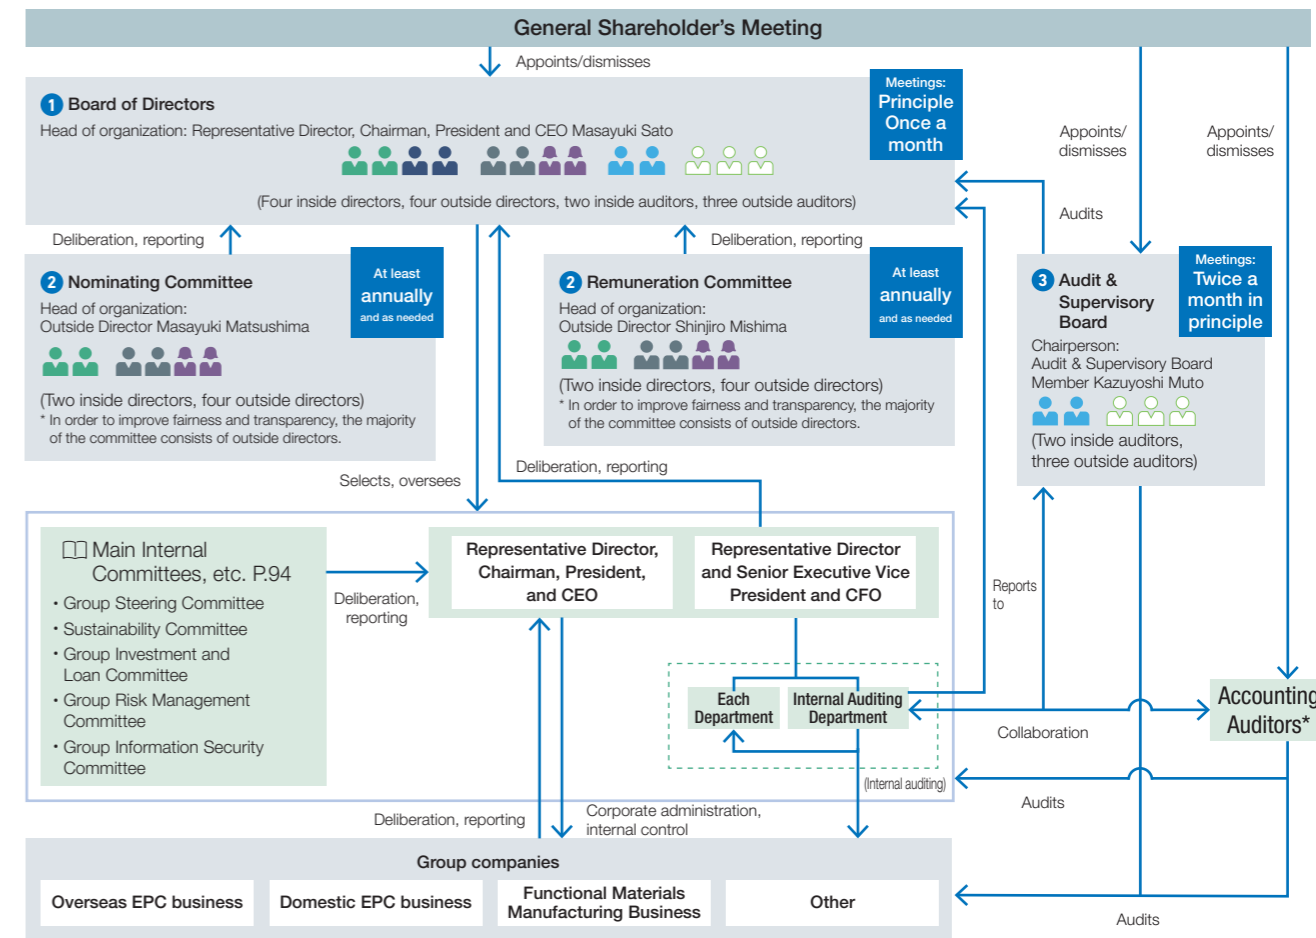 General Shareholder's Meeting
Appoints/dismisses
1 Board of Directors
Head of organization: Representative Director, Chairman, President and CEO Masayuki Sato
(Four inside directors, four outside directors, two inside auditors, three outside auditors)
Meetings:
Principle
Once a
month
Appoints/
dismisses
Appoints/
dismisses
Audits
Deliberation, reporting
Deliberation, reporting
2 Nominating Committee
Head of organization:
Outside Director Masayuki Matsushima
(Two inside directors, four outside directors)
* In order to improve fairness and transparency, the majority
of the committee consists of outside directors.
At least
annually
and as needed
2 Remuneration Committee
Head of organization:
Outside Director Shinjiro Mishima
(Two inside directors, four outside directors)
* In order to improve fairness and transparency, the majority
of the committee consists of outside directors.
At least
annually
and as needed
3 Audit &
Supervisory
Board
Chairperson:
Audit & Supervisory Board
Member Kazuyoshi Muto
(Two inside auditors,
three outside auditors)
Meetings:
Twice a
month in
principle
Selects, oversees
Deliberation, reporting
Main Internal
Committees, etc. P.94
・Group Steering Committee
・Sustainability Committee
・Group Investment and
Loan Committee
・Group Risk Management
Committee
・Group Information Security
Committee
Deliberation,
reporting
Representative Director,
Chairman, President,
and CEO
Representative Director
and Senior Executive Vice
President and CFO
Reports
to
Each
Department
Internal Auditing
Department
(Internal auditing)
Collaboration
Accounting
Auditors*
Audits
Deliberation, reporting
Corporate administration,
internal control
Group companies
Overseas EPC business
Domestic EPC business
Functional Materials
Manufacturing Business
Other
Audits